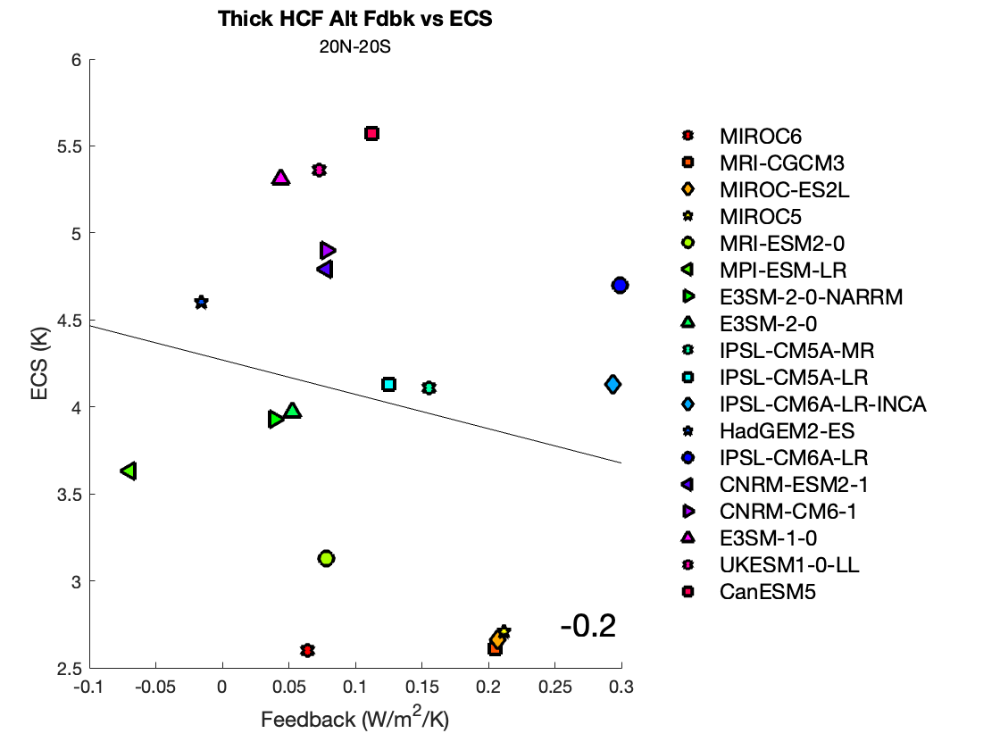 Thick HCF Alt Fdbk vs ECS
20N-20S
6
5.5
5
4.5
4
3.5
3
2.5
ECS (K)
-0.1 -0.05 0 0.05 0.1 0.15 0.2 0.25 0.3
Feedback (W/m²/K)
-0.2
MIROC6
MRI-CGCM3
MIROC-ES2L
MIROC5
MRI-ESM2-0
MPI-ESM-LR
E3SM-2-0-NARRM
E3SM-2-0
IPSL-CM5A-MR
IPSL-CM5A-LR
IPSL-CM6A-LR-INCA
HadGEM2-ES
IPSL-CM6A-LR
CNRM-ESM2-1
CNRM-CM6-1
E3SM-1-0
UKESM1-0-LL
CanESM5